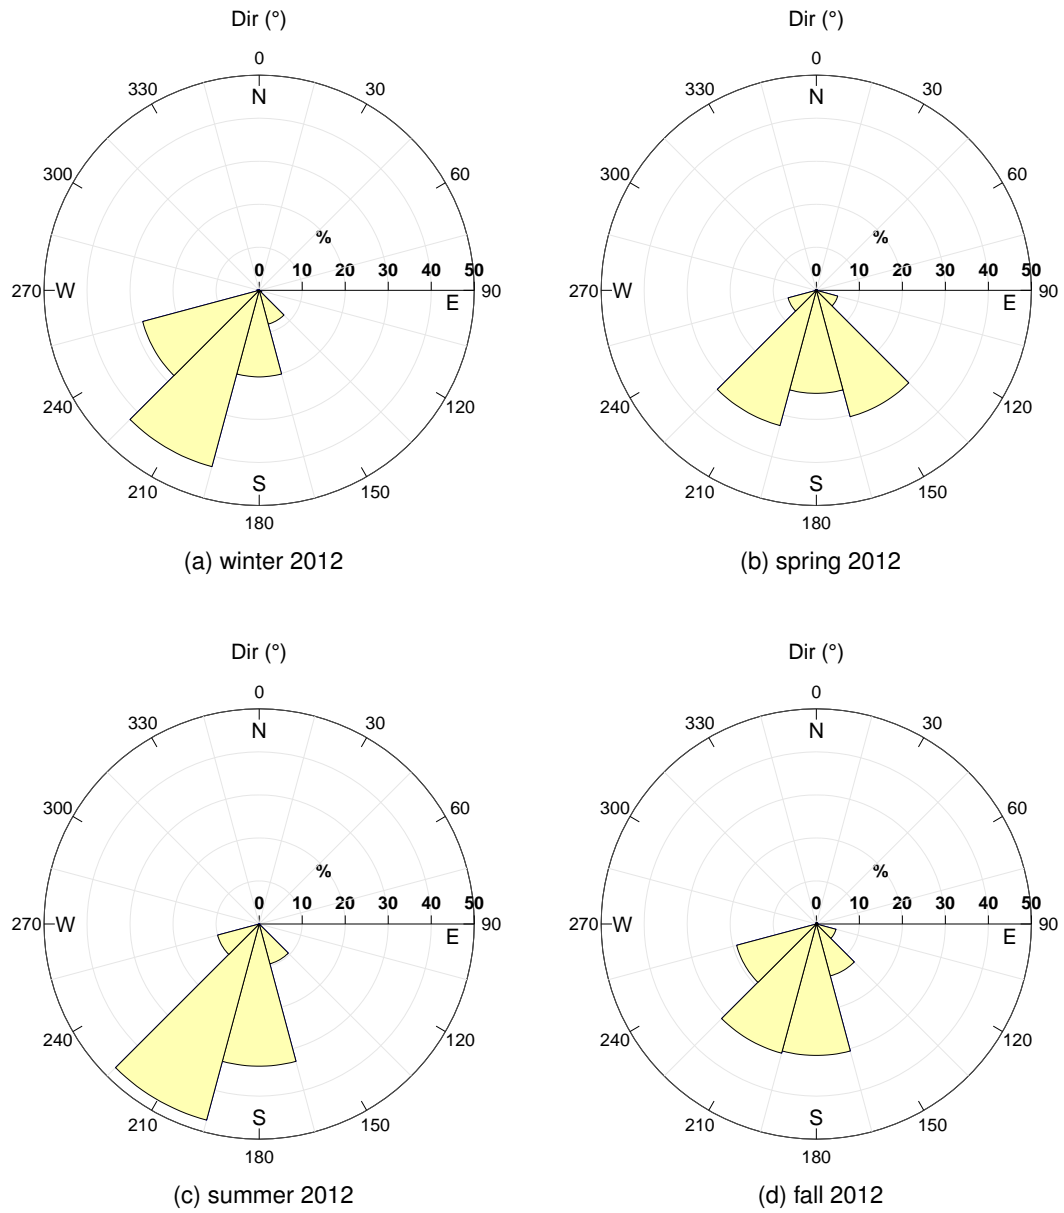 Dir (°) Dir (°)
0 0
330 N 30 330 N 30
300 60 300 60
% %
0 10 20 30 40 50 0 10 20 30 40 50
270 W E 90 270 W E 90
240 120 240 120
210 S 150 210 S 150
180 180
(a) winter 2012 (b) spring 2012
Dir (°) Dir (°)
0 0
330 N 30 330 N 30
300 60 300 60
% %
0 10 20 30 40 50 0 10 20 30 40 50
270 W E 90 270 W E 90
240 120 240 120
210 S 150 210 S 150
180 180
(c) summer 2012 (d) fall 2012